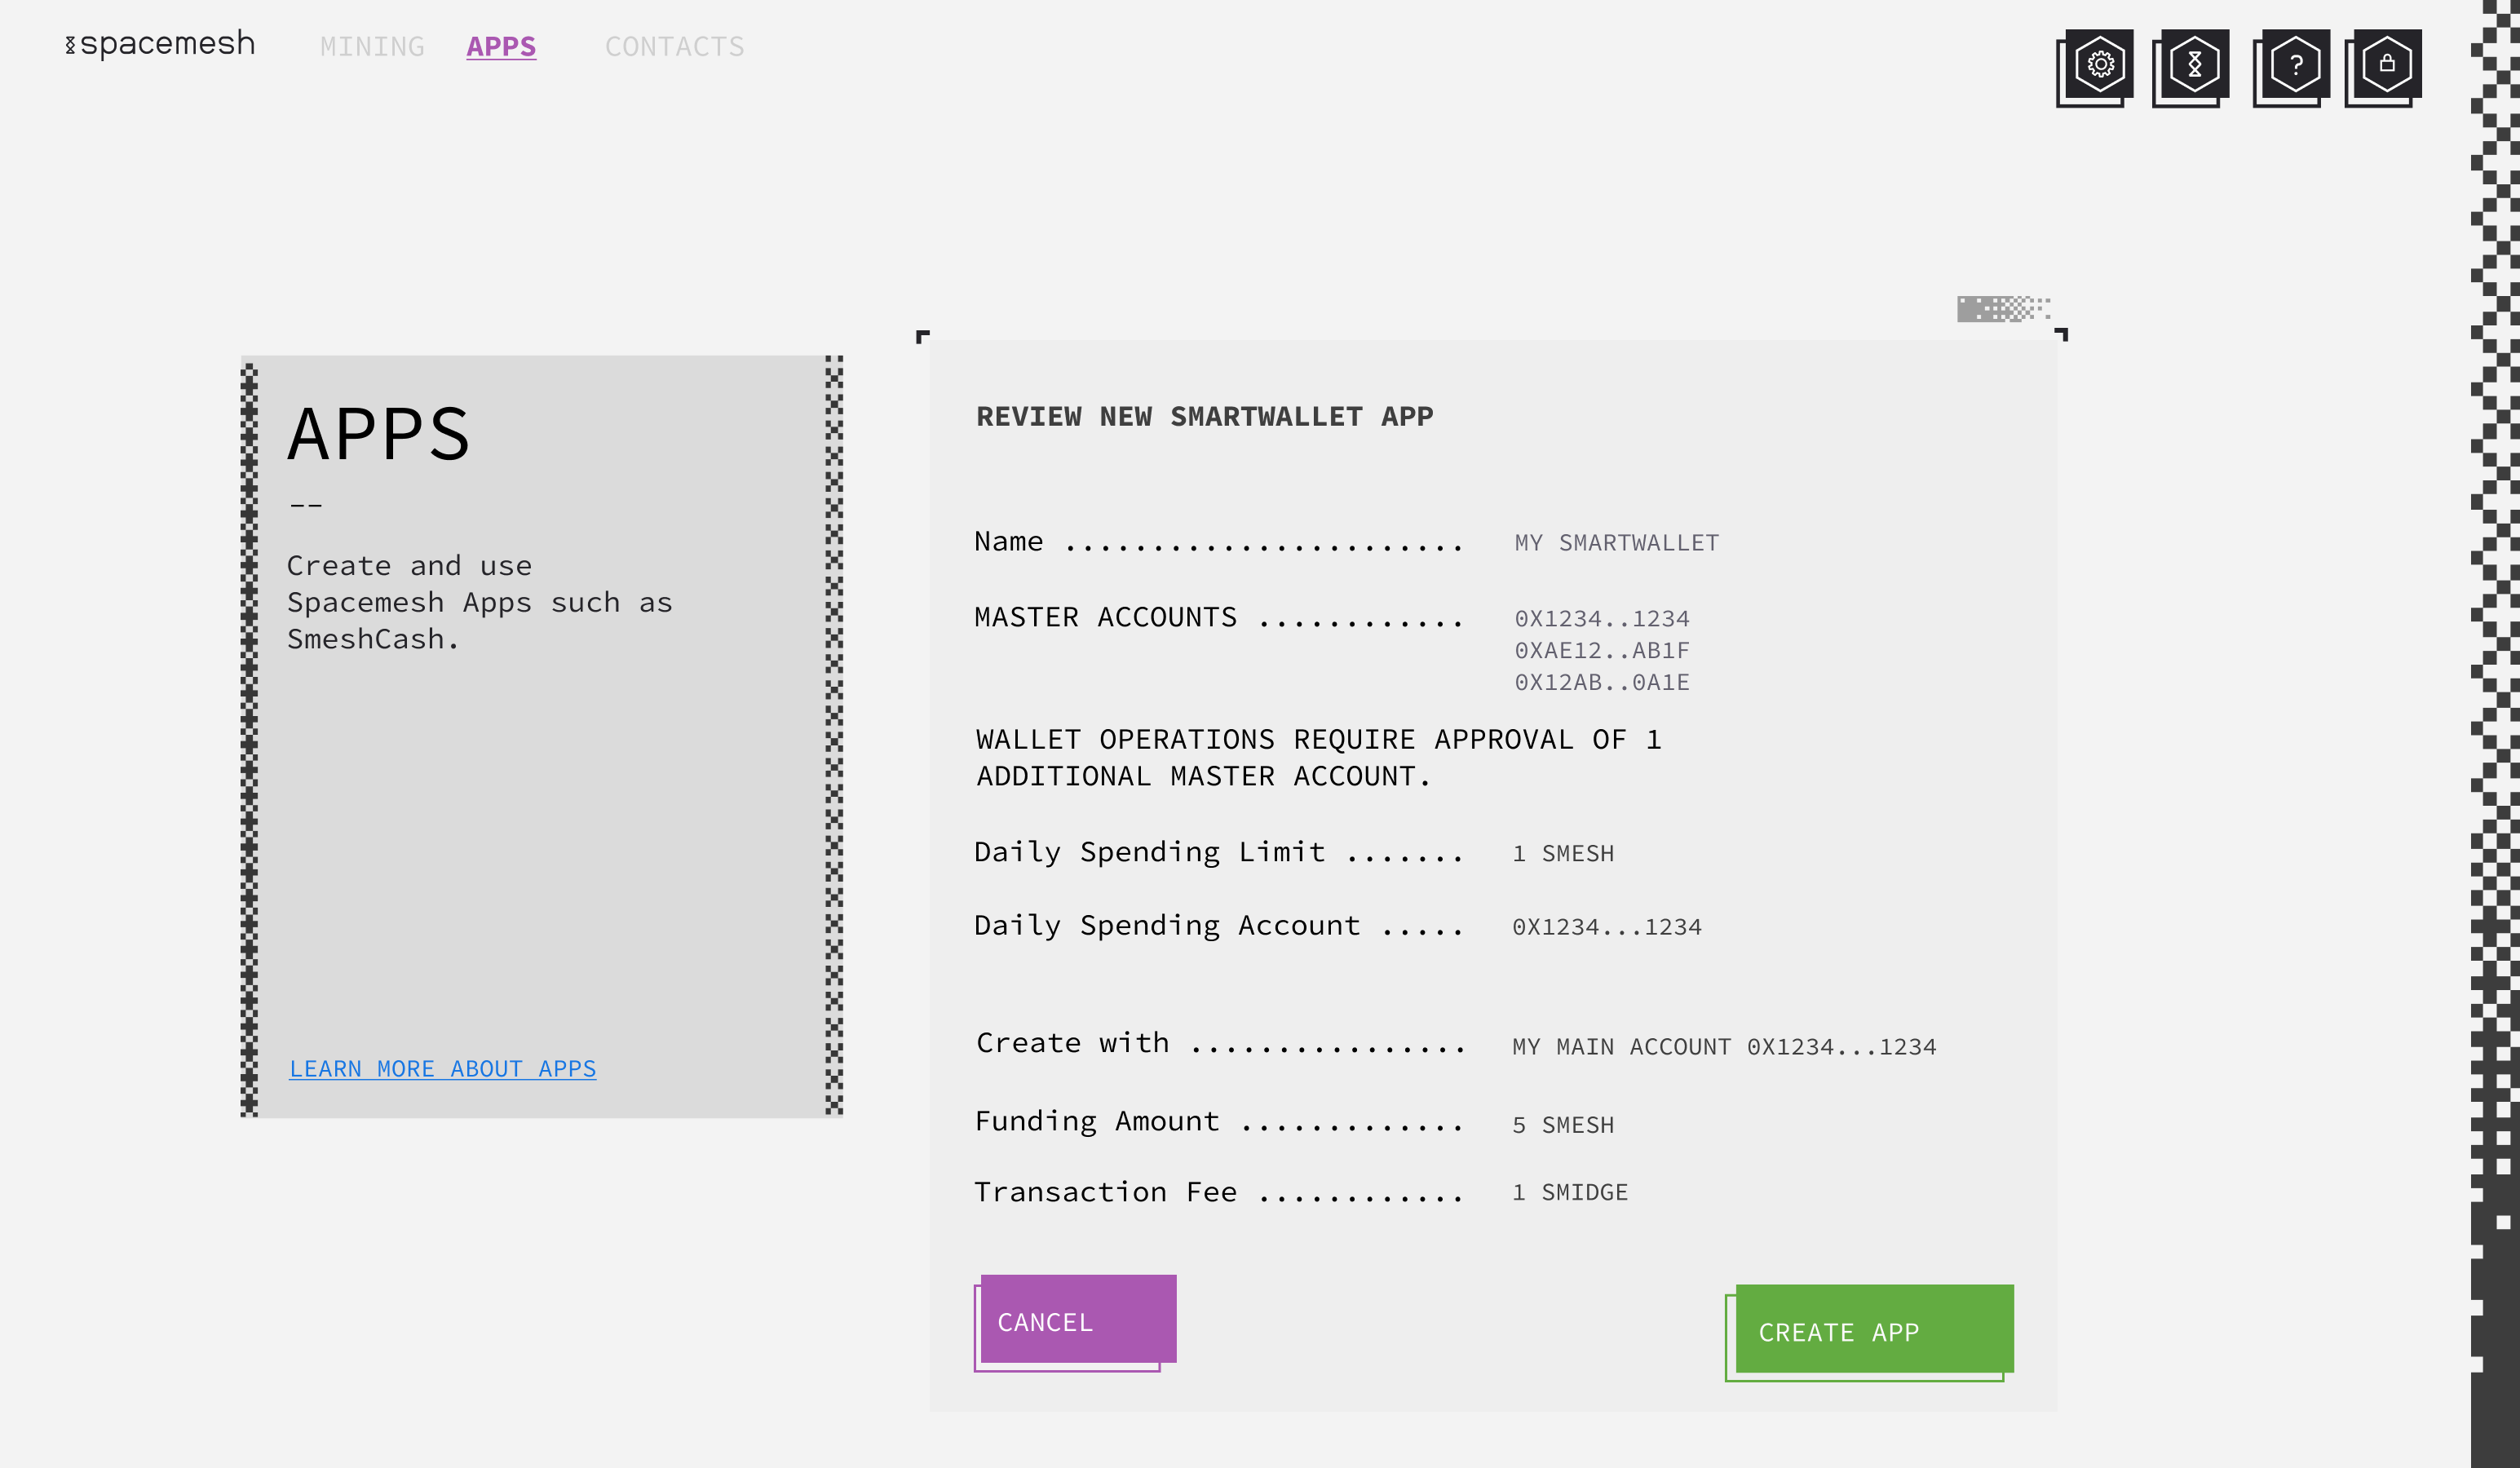 spacemesh
MINING
APPS
CONTACTS
?
APPS
--
Create and use
Spacemesh Apps such as
SmeshCash.
LEARN MORE ABOUT APPS
REVIEW NEW SMARTWALLET APP
Name ....................... MY SMARTWALLET
MASTER ACCOUNTS ............ 0X1234..1234
0XAE12..AB1F
0X12AB..0A1E
WALLET OPERATIONS REQUIRE APPROVAL OF 1
ADDITIONAL MASTER ACCOUNT.
Daily Spending Limit ....... 1 SMESH
Daily Spending Account ..... 0X1234...1234
Create with ................ MY MAIN ACCOUNT 0X1234...1234
Funding Amount ............. 5 SMESH
Transaction Fee ............ 1 SMIDGE
CANCEL
CREATE APP